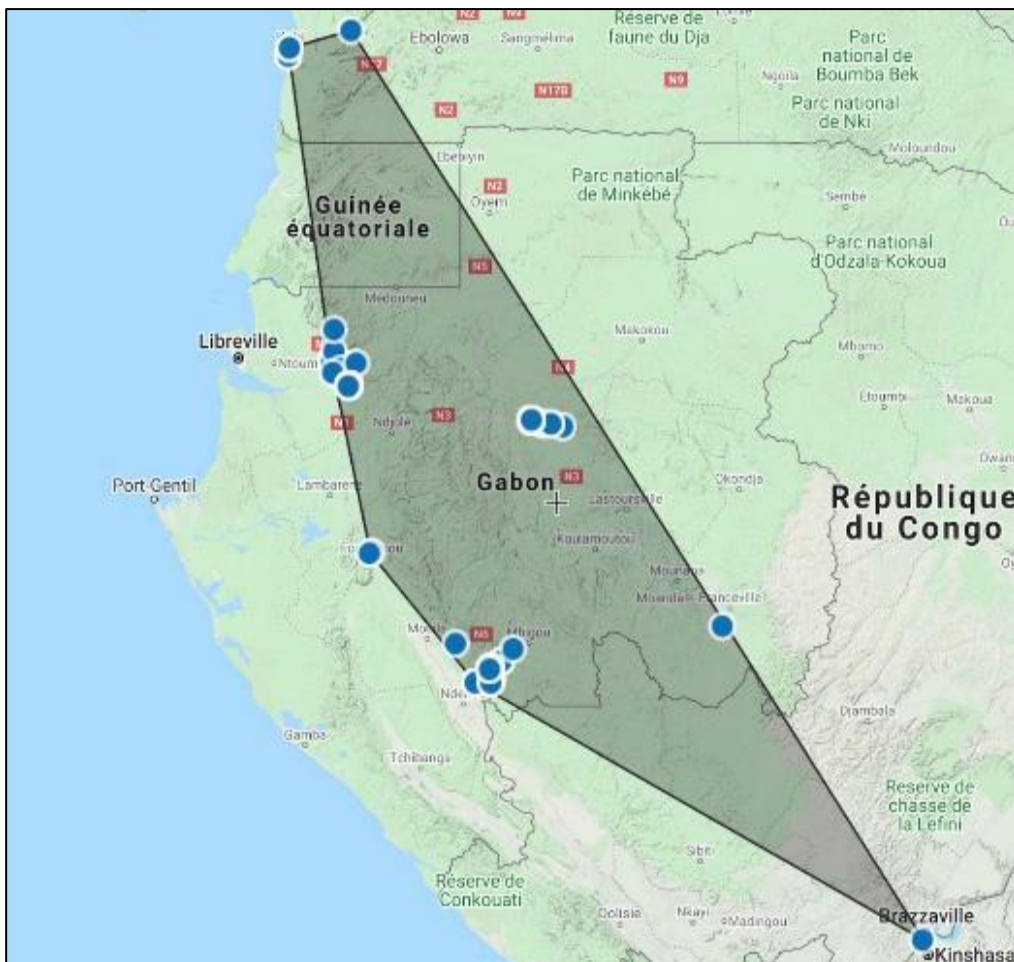 N2
Réserve de
faune du Dja
Ebolowa
Sangmélima
Parc
national de
Boumba Bek
N9
Ngoila
N17B
N2
Parc national
de Nki
Moloundou
Ebebiyin
Parc national
de Minkébé
N2
Oyem
Sembé
Guinée
équatoriale
Parc national
d'Odzala-Kokoua
N5
Médouneu
Makokou
Libreville
Ntoum
Mbomo
N4
Etoumbi
Makoua
N3
N1
Ndjolé
N3
Gabon
Okondja
Port-Gentil
Lambaréné
Lastoursville
République
du Congo
Koulamoutou
Mounana
Moanda
Franceville
N6
Mbigou
Djambala
Gamba
Tchibanga
Réserve de
chasse de
la Lefini
Sibiti
Réserve de
Conkouati
Brazzaville
Dolisie
Nkayi
Madingou
Kinshasa